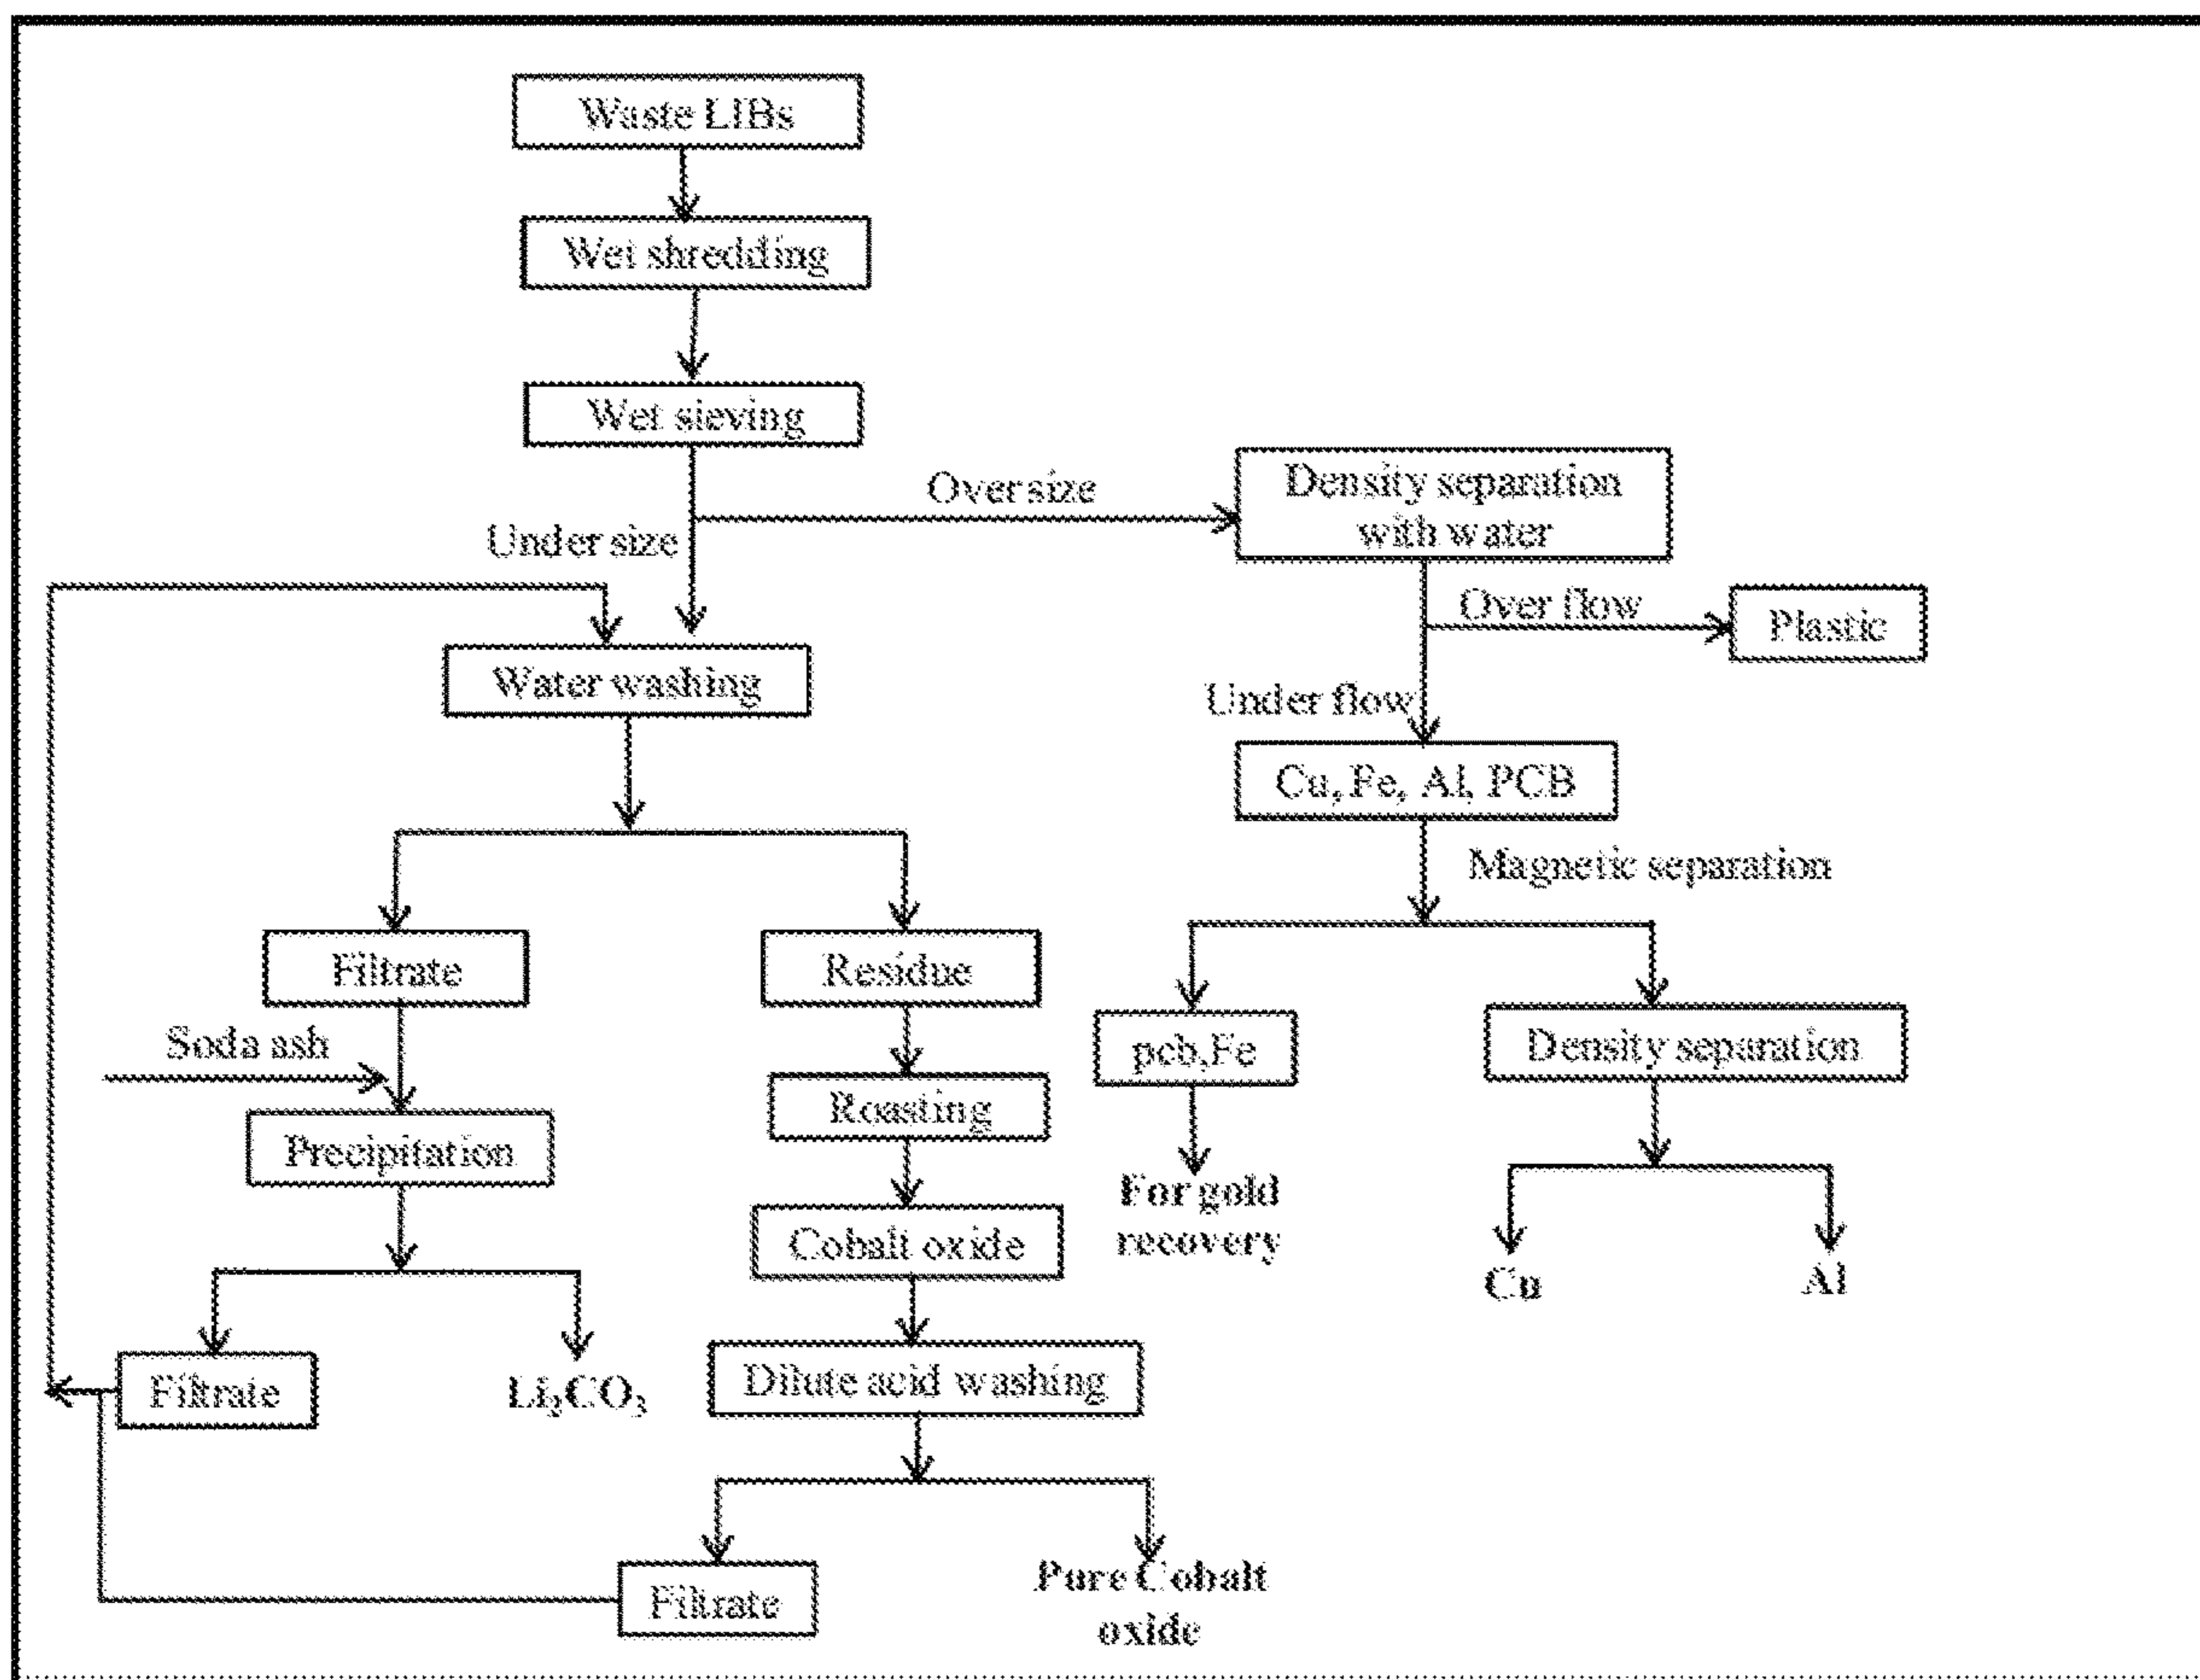 Waste LIBs
Wet shredding
Wet sieving
Over size
Density separation
with water
Under size
Over flow
Plastic
Water washing
Under flow
Cu, Fe, Al, PCB
Magnetic separation
Filtrate
Residue
pcb,Fe
Density separation
Soda ash
Roasting
Precipitation
For gold
recovery
Cobalt oxide
Cu
Al
Filtrate
Li₂CO₃
Dilute acid washing
Filtrate
Pure Cobalt
oxide